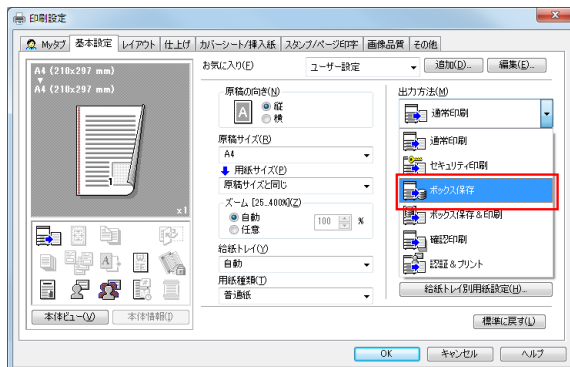 印刷設定
Myタブ 基本設定 レイアウト 仕上げ カバーシート/挿入紙 スタンプ/ページ印字 画像品質 その他
A4 (210x297 mm)
A4 (210x297 mm)
1
x1
本体ビュー(V) 本体情報(I)
お気に入り(F) ユーザー設定 追加(D)... 編集(E)...
原稿の向き(N)
A
縦
横
原稿サイズ(R)
A4
用紙サイズ(P)
原稿サイズと同じ
ズーム [25..400%](Z)
自動
任意
100 %
給紙トレイ(Y)
自動
用紙種類(T)
普通紙
出力方法(M)
通常印刷
通常印刷
セキュリティ印刷
ボックス保存
ボックス保存&印刷
確認印刷
認証&プリント
給紙トレイ別用紙設定(H)...
標準に戻す(L)
OK キャンセル ヘルプ